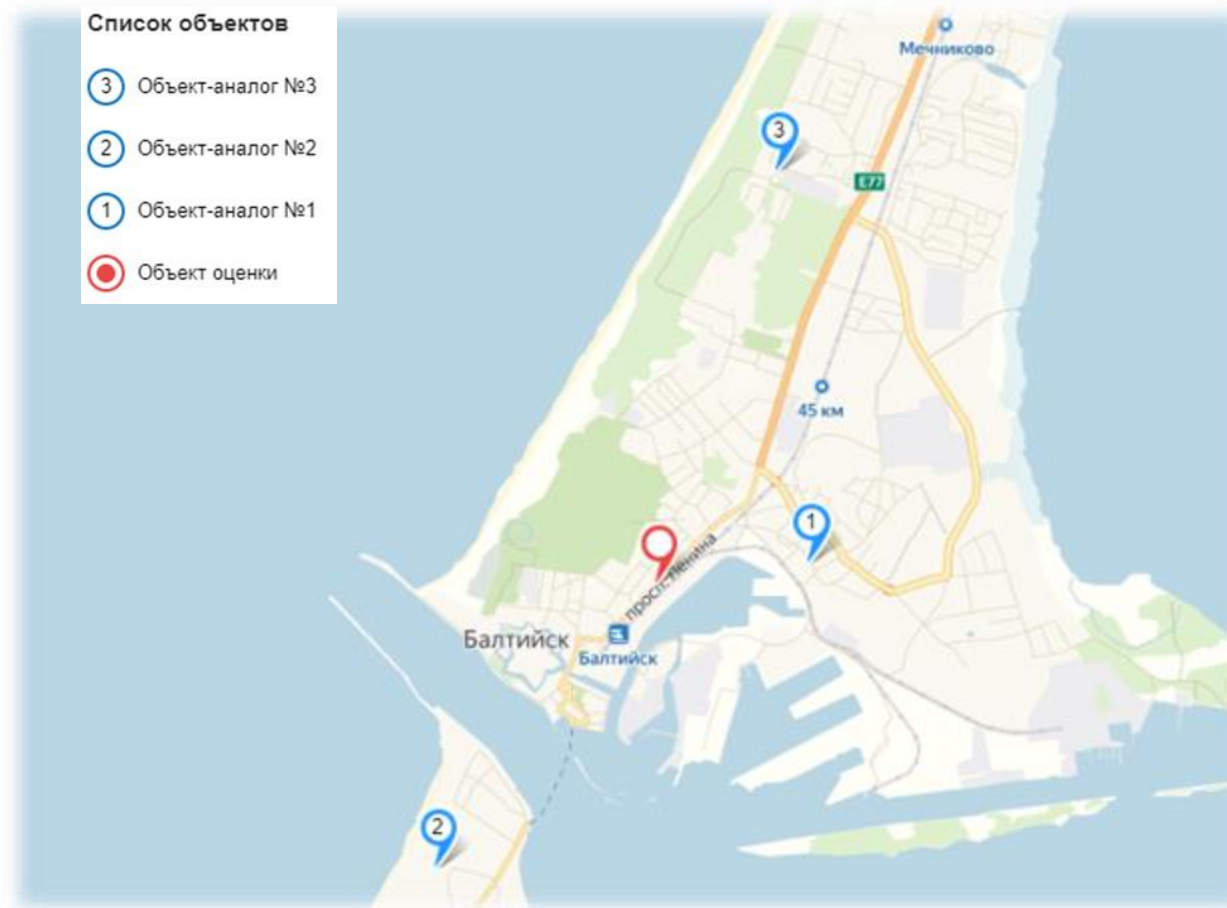 Список объектов
3 Объект-аналог №3
2 Объект-аналог №2
1 Объект-аналог №1
Объект оценки
Мечниково
3
E77
45 км
1
просп. Ленина
Балтийск
Балтийск
2